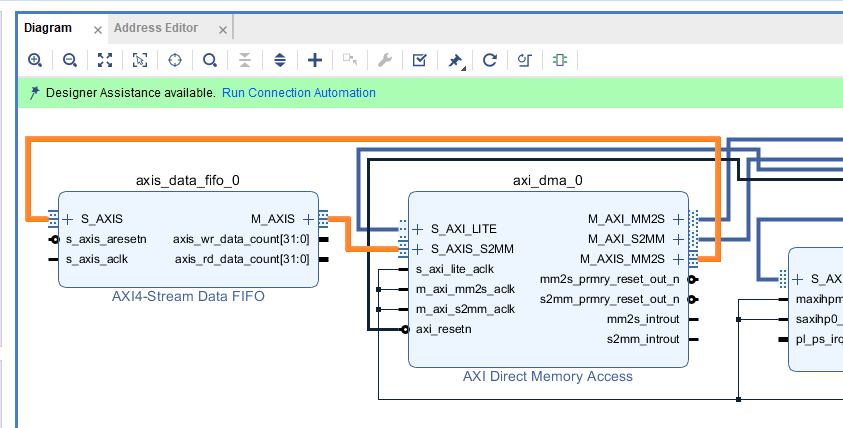 Diagram
Address Editor
Designer Assistance available. Run Connection Automation
axis_data_fifo_0
S_AXIS
M_AXIS
s_axis_aresetn
axis_wr_data_count[31:0]
s_axis_aclk
axis_rd_data_count[31:0]
AXI4-Stream Data FIFO
axi_dma_0
S_AXI_LITE
S_AXIS_S2MM
s_axi_lite_aclk
m_axi_mm2s_aclk
m_axi_s2mm_aclk
axi_resetn
M_AXI_MM2S
M_AXI_S2MM
M_AXIS_MM2S
mm2s_prmry_reset_out_n
s2mm_prmry_reset_out_n
mm2s_introut
s2mm_introut
AXI Direct Memory Access
S_AX
maxihpm
saxihp0_
pl_ps_irq